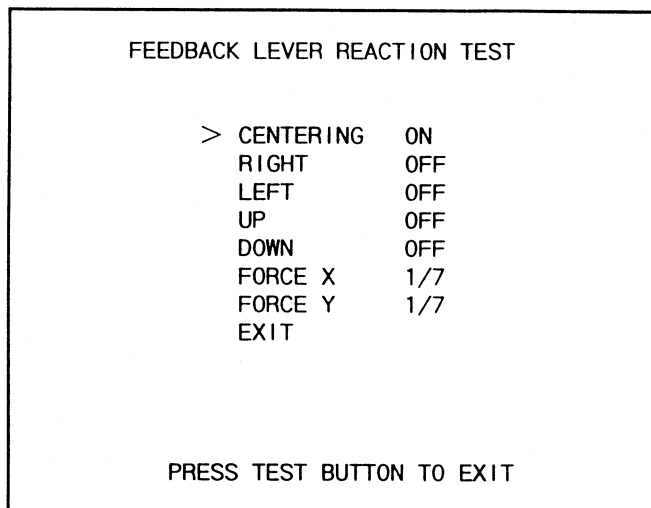 FEEDBACK LEVER REACTION TEST
> CENTERING ON
RIGHT OFF
LEFT OFF
UP OFF
DOWN OFF
FORCE X 1/7
FORCE Y 1/7
EXIT
PRESS TEST BUTTON TO EXIT